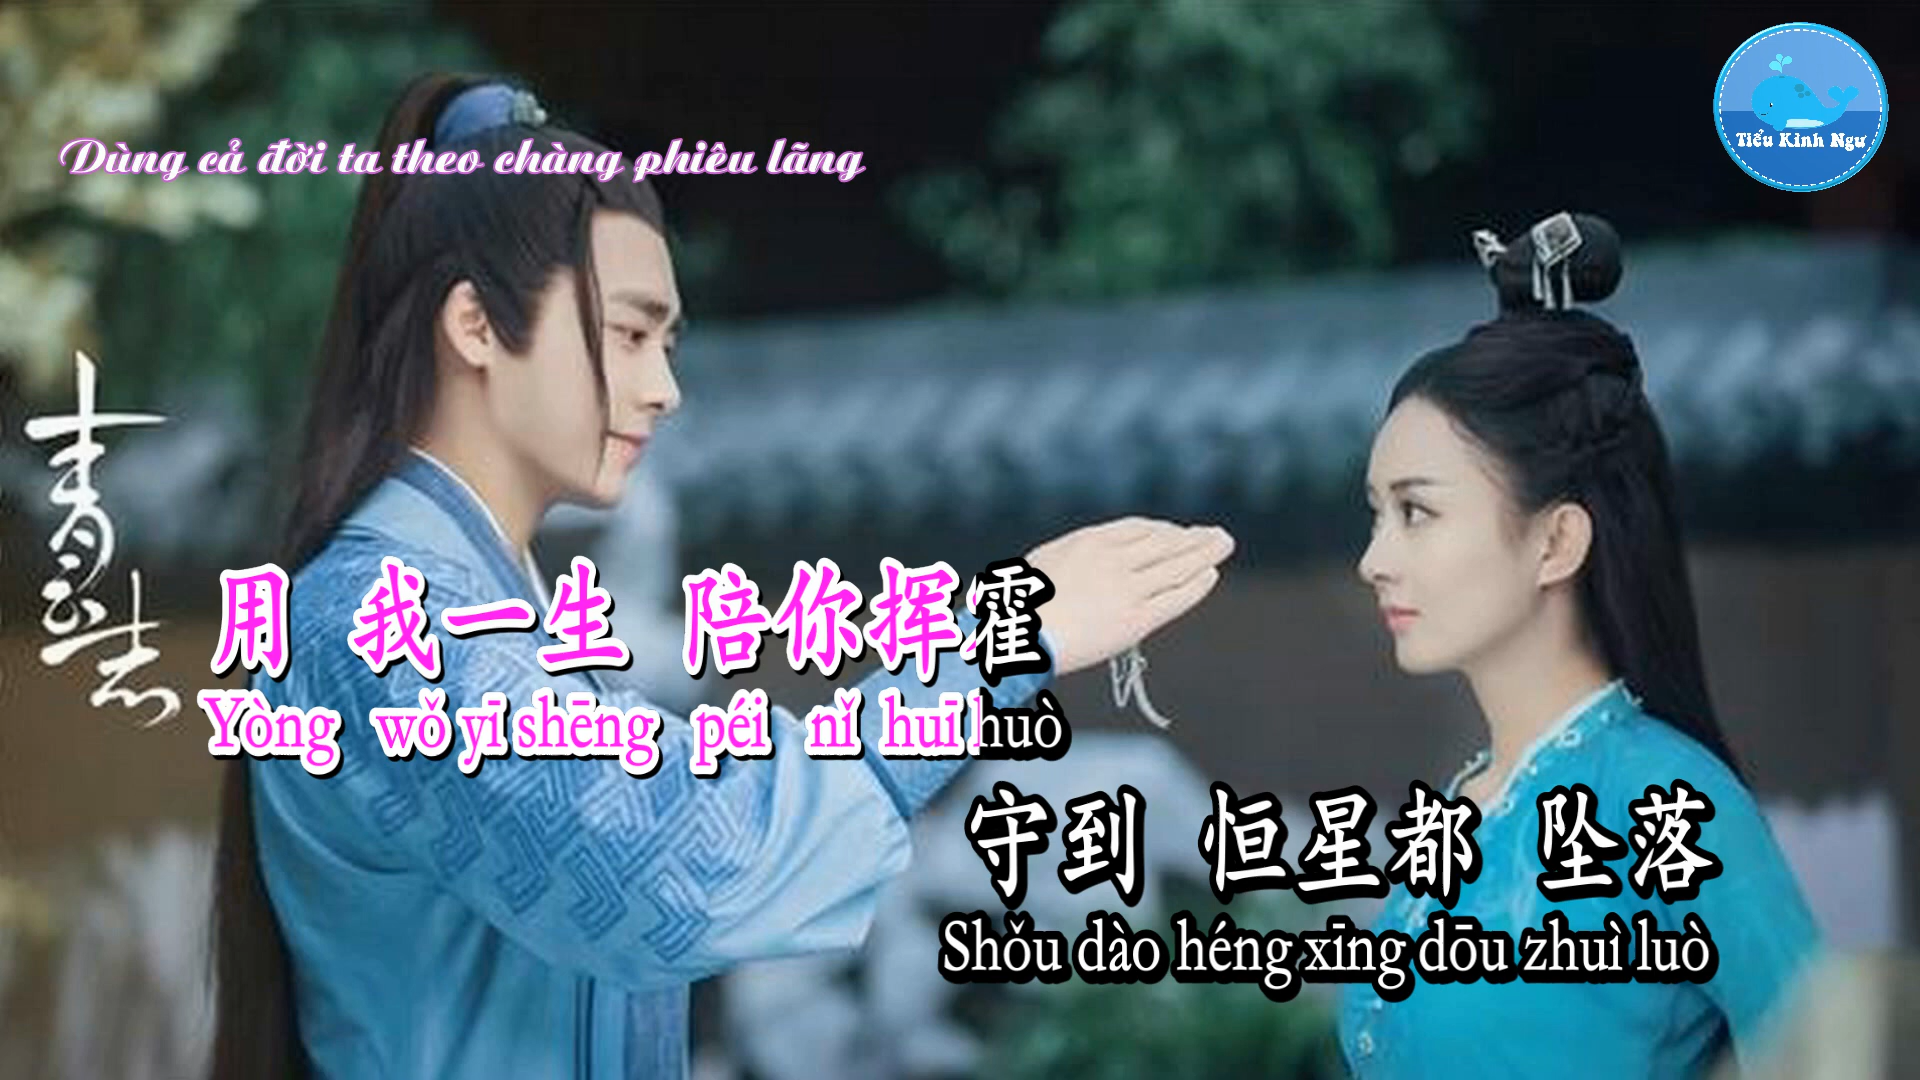 Tiểu Kình Ngư
Dùng cả đời ta theo chàng phiêu lãng
青云志
用 我一生 陪你挥霍
Yòng wǒ yī shēng péi nǐ huī huò
守到 恒星都 坠落
Shǒu dào héng xīng dōu zhuì luò